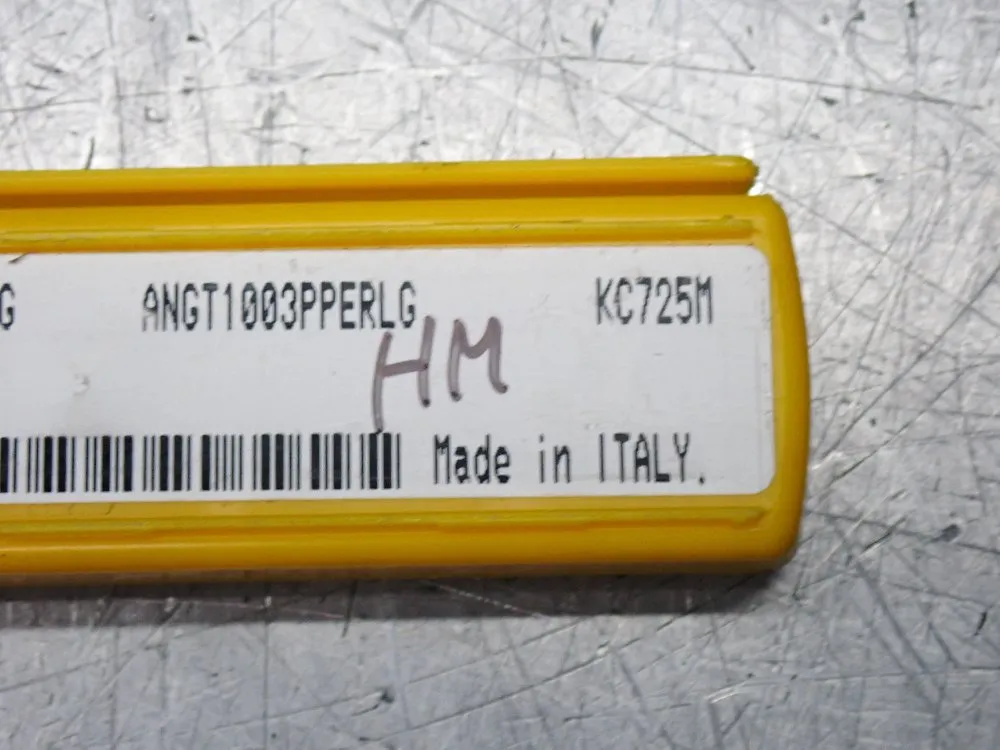 G ANGT1003PPERLG KC725M
HM
Made in ITALY.